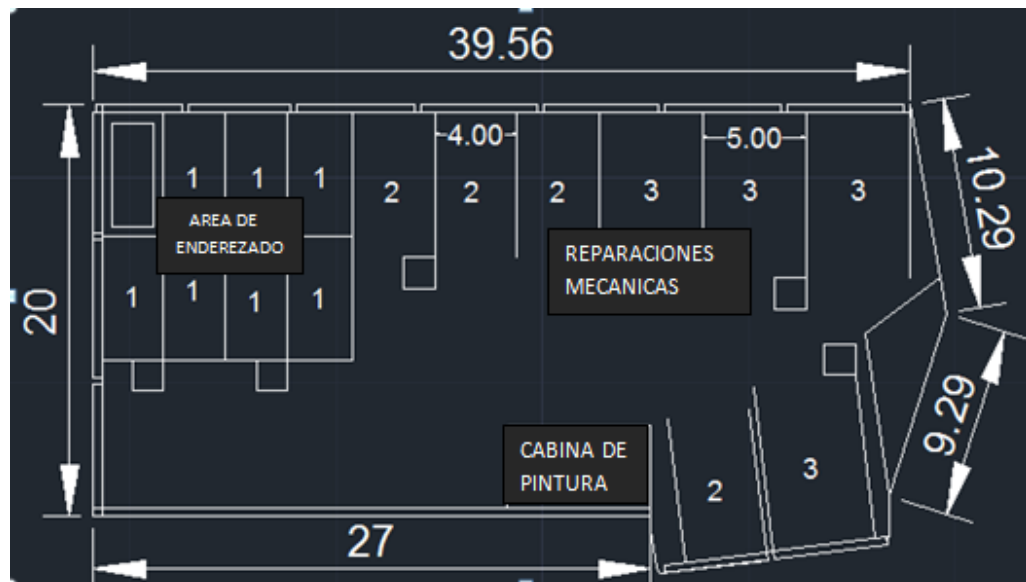 39.56
4.00
5.00
1 1 1 2 2 2 3 3 3
10.29
AREA DE
ENDEREZADO
REPARACIONES
MECANICAS
20
1 1 1 1
9.29
CABINA DE
PINTURA
2 3
27